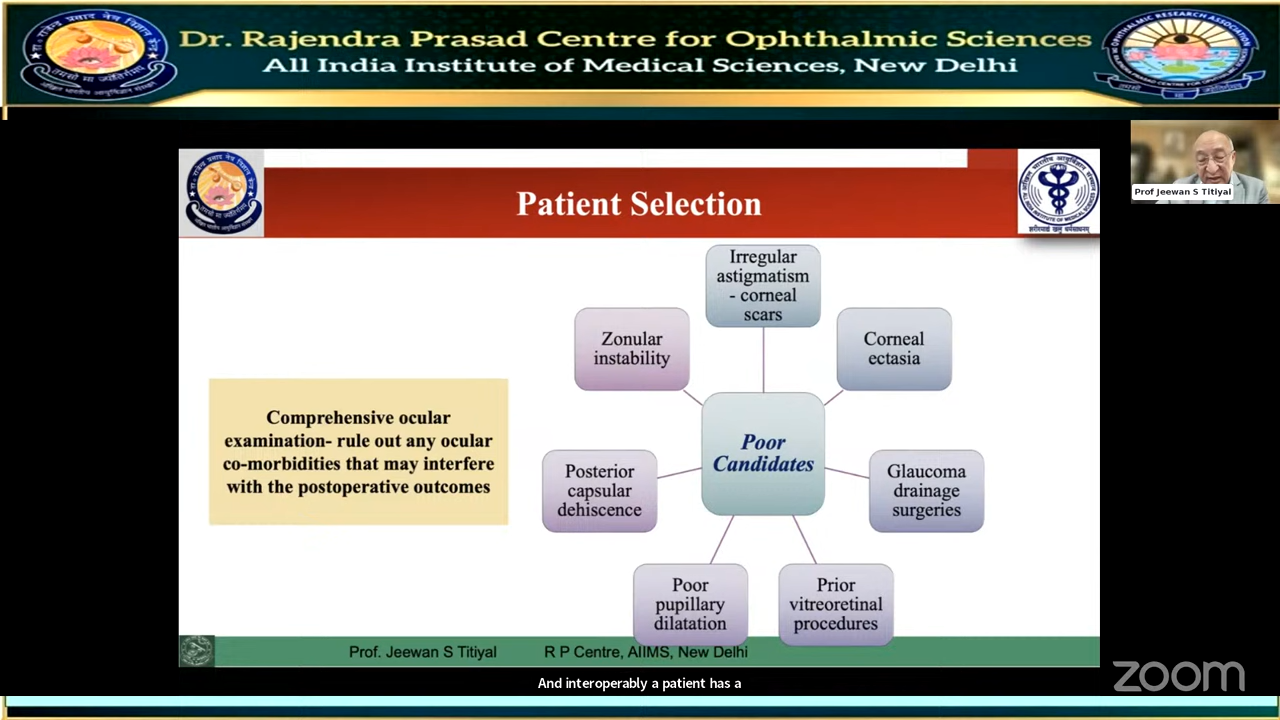 Dr. Rajendra Prasad Centre for Ophthalmic Sciences
All India Institute of Medical Sciences, New Delhi
Prof Jeewan S Titiyal
Patient Selection
Irregular
astigmatism
- corneal
scars
Zonular
instability
Corneal
ectasia
Comprehensive ocular
examination- rule out any ocular
co-morbidities that may interfere
with the postoperative outcomes
Poor
Candidates
Posterior
capsular
dehiscence
Glaucoma
drainage
surgeries
Poor
pupillary
dilatation
Prior
vitreoretinal
procedures
Prof. Jeewan S Titiyal R P Centre, AIIMS, New Delhi
And interoperably a patient has a
zoom